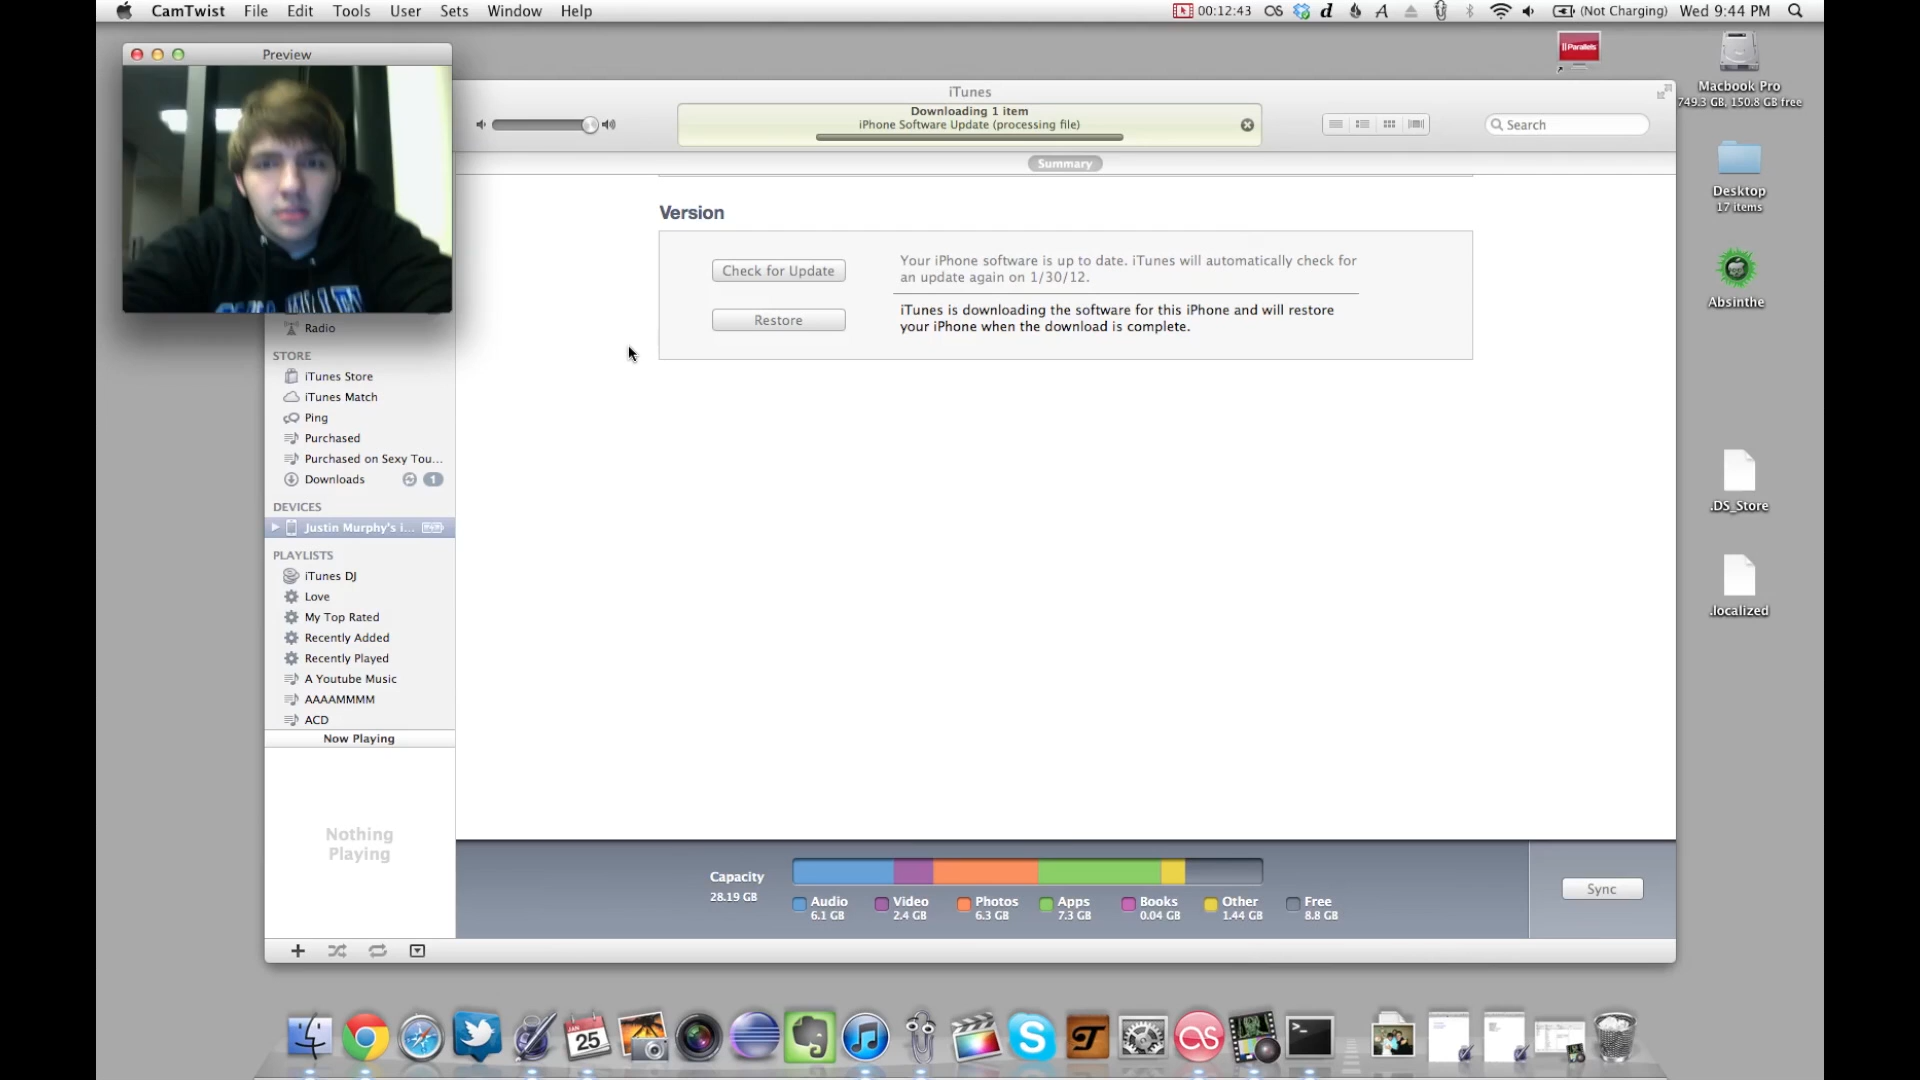 CamTwist File Edit Tools User Sets Window Help
00:12:43
(Not Charging) Wed 9:44 PM
Preview
Parallels
Macbook Pro
749.3 GB, 150.8 GB free
iTunes
Downloading 1 item
iPhone Software Update (processing file)
Search
Summary
Desktop
17 items
Version
Check for Update
Your iPhone software is up to date. iTunes will automatically check for
an update again on 1/30/12.
Restore
iTunes is downloading the software for this iPhone and will restore
your iPhone when the download is complete.
Absinthe
Radio
STORE
iTunes Store
iTunes Match
Ping
Purchased
Purchased on Sexy Tou...
Downloads 1
DEVICES
Justin Murphy's i...
PLAYLISTS
iTunes DJ
Love
My Top Rated
Recently Added
Recently Played
A Youtube Music
AAAAMMMM
ACD
.DS_Store
.localized
Now Playing
Nothing
Playing
Capacity
28.19 GB
Audio
6.1 GB
Video
2.4 GB
Photos
6.3 GB
Apps
7.3 GB
Books
0.04 GB
Other
1.44 GB
Free
8.8 GB
Sync
JAN
25